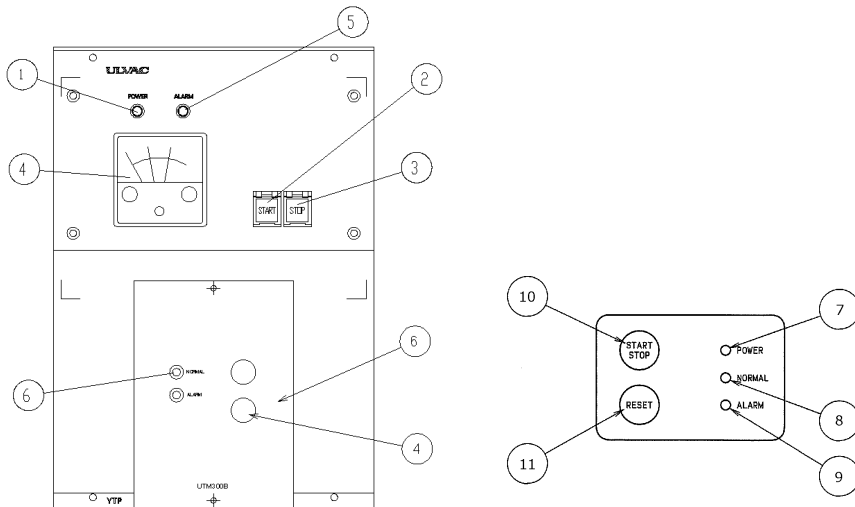 5
1
ULVAC
2
POWER ALARM
4
3
START STOP
6
NORMAL
6
ALARM
4
UTM300B
YTP
10
7
START
STOP
POWER
NORMAL
RESET
ALARM
8
11
9